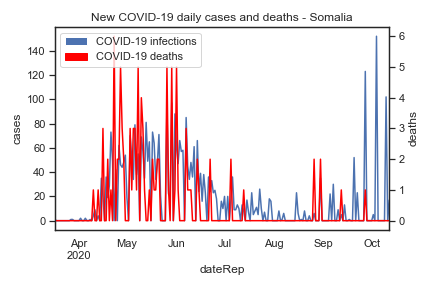 New COVID-19 daily cases and deaths - Somalia
COVID-19 infections
COVID-19 deaths
140
120
100
80
60
40
20
0
cases
6
5
4
3
2
1
0
deaths
Apr May Jun Jul Aug Sep Oct
2020
dateRep